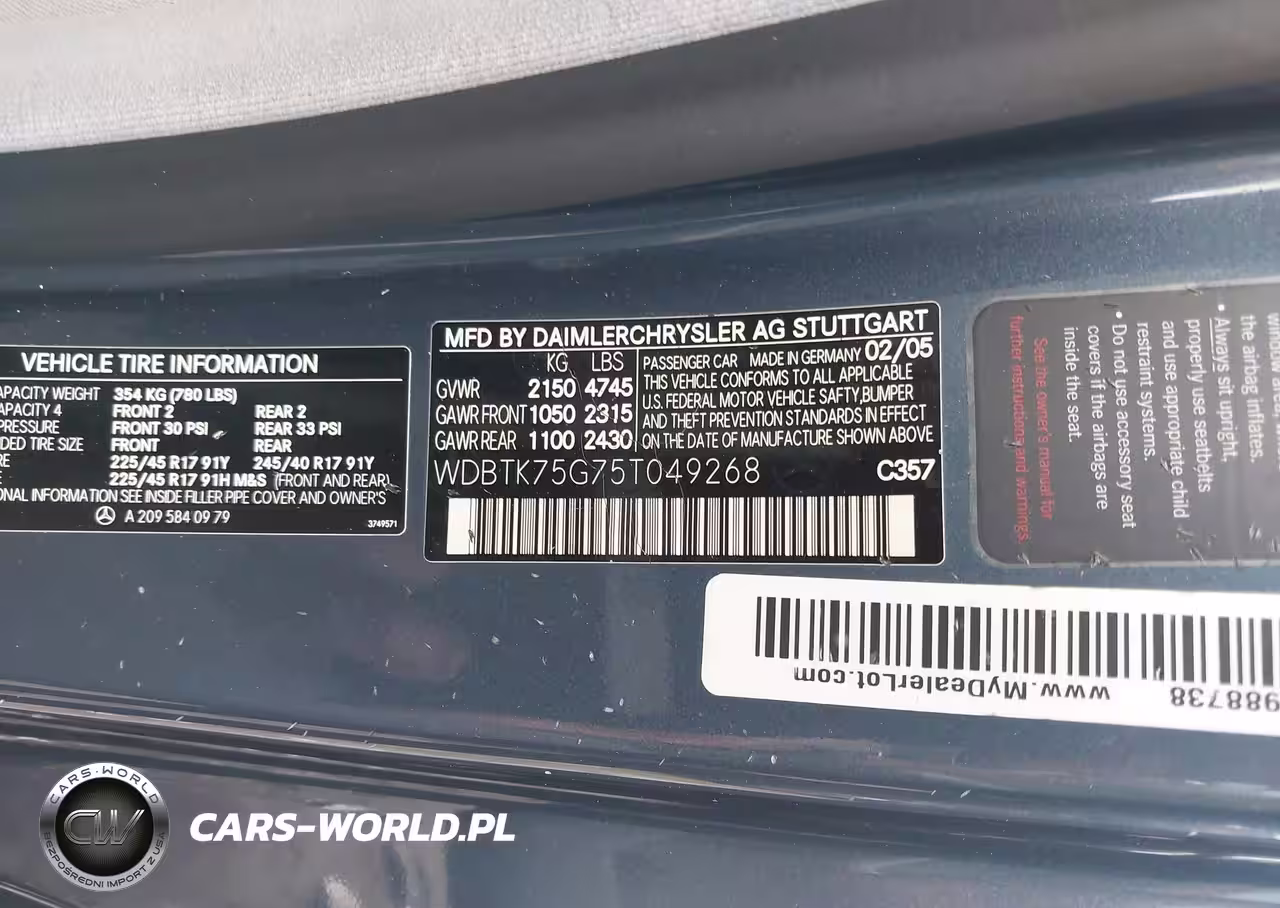 VEHICLE TIRE INFORMATION
APACITY WEIGHT 354 KG (780 LBS)
APACITY 4 FRONT 2 REAR 2
PRESSURE FRONT 30 PSI REAR 33 PSI
DED TIRE SIZE FRONT REAR
RE 225/45 R17 91Y 245/40 R17 91Y
225/45 R17 91H M&S (FRONT AND REAR)
ONAL INFORMATION SEE INSIDE FILLER PIPE COVER AND OWNER'S
A 209 584 09 79
3749571
MFD BY DAIMLERCHRYSLER AG STUTTGART
KG LBS
GVWR 2150 4745
GAWR FRONT 1050 2315
GAWR REAR 1100 2430
PASSENGER CAR MADE IN GERMANY 02/05
THIS VEHICLE CONFORMS TO ALL APPLICABLE
U.S. FEDERAL MOTOR VEHICLE SAFTY,BUMPER
AND THEFT PREVENTION STANDARDS IN EFFECT
ON THE DATE OF MANUFACTURE SHOWN ABOVE
WDBTK75G75T049268 C357
the airbag inflates.
• Always sit upright,
properly use seatbelts
and use appropriate child
restraint systems.
• Do not use accessory seat
covers if the airbags are
inside the seat.
See the owner's manual for
further instructions and warnings.
988738
www.MyDealerLot.com
CARS-WORLD
CW
BEZPOŚREDNI IMPORT Z USA
CARS-WORLD.PL